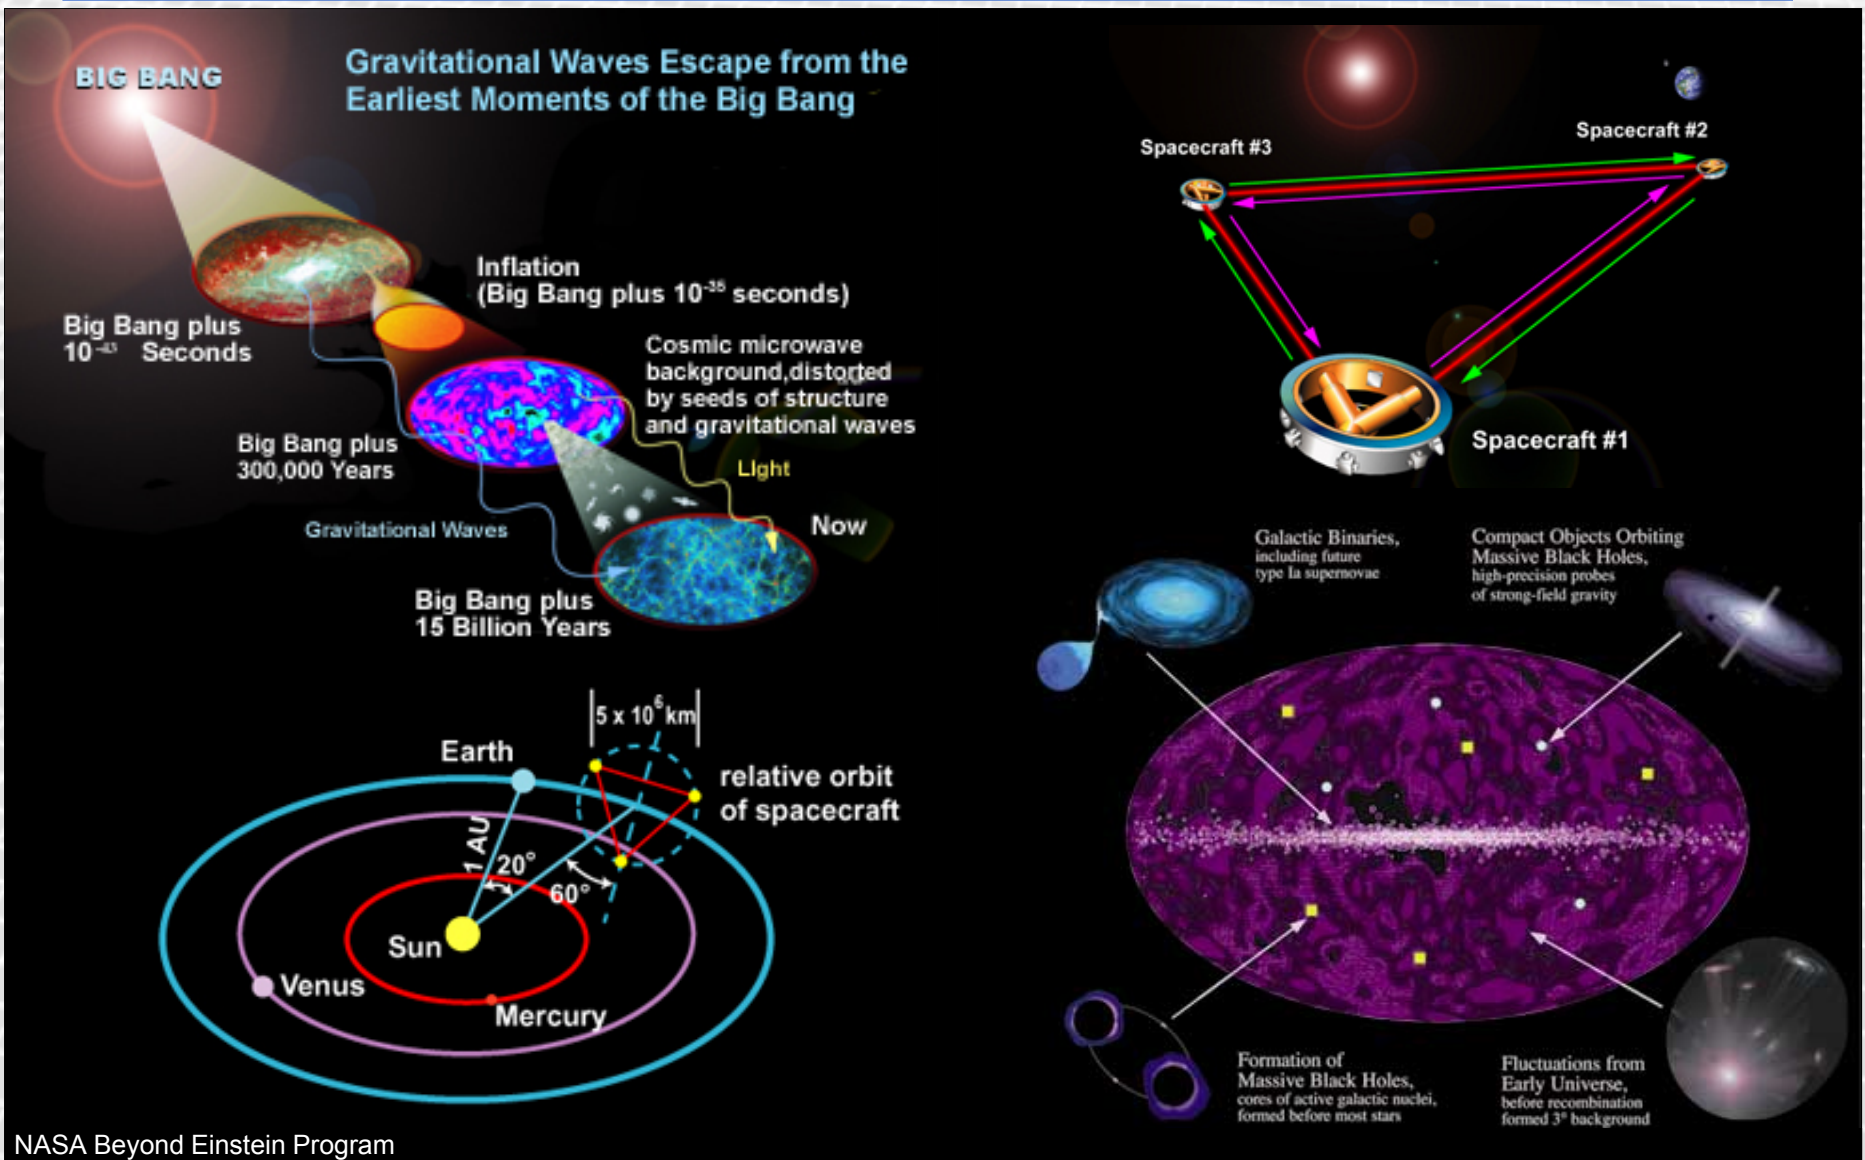 BIG BANG
Gravitational Waves Escape from the
Earliest Moments of the Big Bang
Inflation
(Big Bang plus 10⁻³⁵ seconds)
Big Bang plus
10⁻⁴³ Seconds
Cosmic microwave
background,distorted
by seeds of structure
and gravitational waves
Big Bang plus
300,000 Years
Light
Gravitational Waves
Now
Big Bang plus
15 Billion Years
Spacecraft #3
Spacecraft #2
Spacecraft #1
5 x 10⁶ km
Earth
relative orbit
of spacecraft
1 AU
20°
60°
Sun
Venus
Mercury
Galactic Binaries,
including future
type Ia supernovae
Compact Objects Orbiting
Massive Black Holes,
high-precision probes
of strong-field gravity
Formation of
Massive Black Holes,
cores of active galactic nuclei,
formed before most stars
Fluctuations from
Early Universe,
before recombination
formed 3° background
NASA Beyond Einstein Program